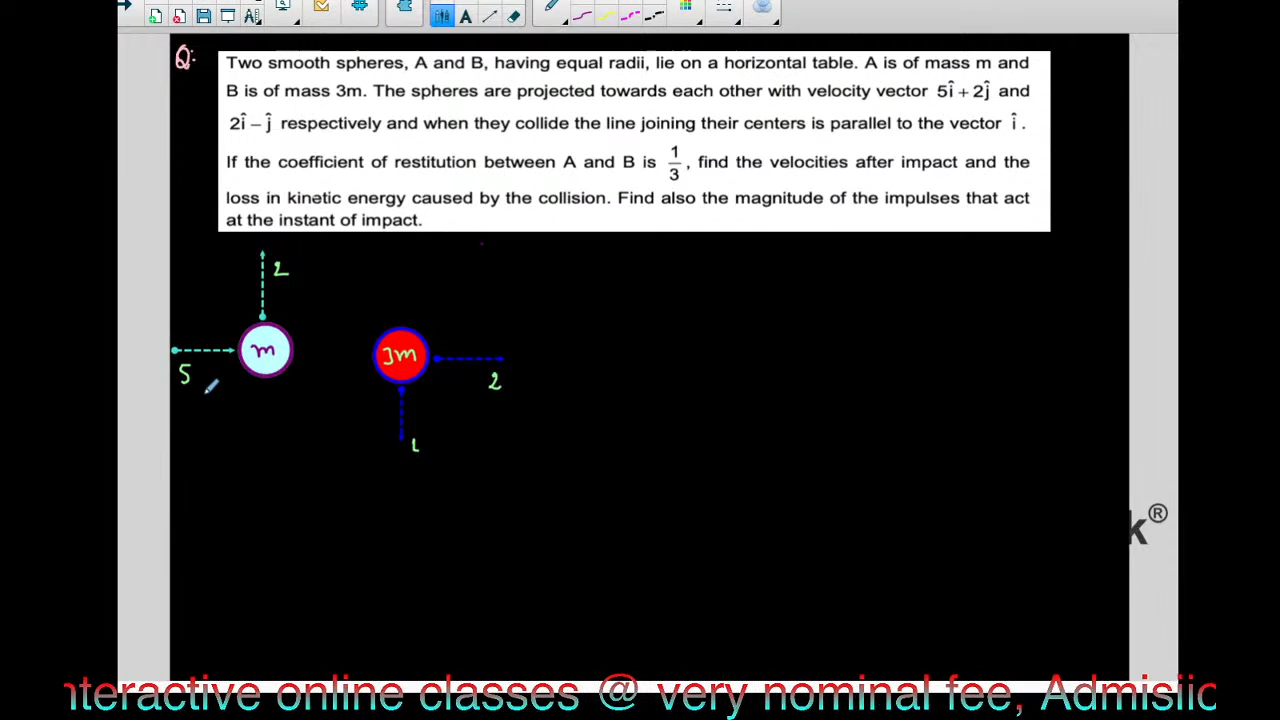 Q:
Two smooth spheres, A and B, having equal radii, lie on a horizontal table. A is of mass m and
B is of mass 3m. The spheres are projected towards each other with velocity vector 5î + 2ĵ and
2î − ĵ respectively and when they collide the line joining their centers is parallel to the vector î .
If the coefficient of restitution between A and B is 1/3, find the velocities after impact and the
loss in kinetic energy caused by the collision. Find also the magnitude of the impulses that act
at the instant of impact.
2
m
3m
5
2
1
k®
nteractive online classes @ very nominal fee, Admisii